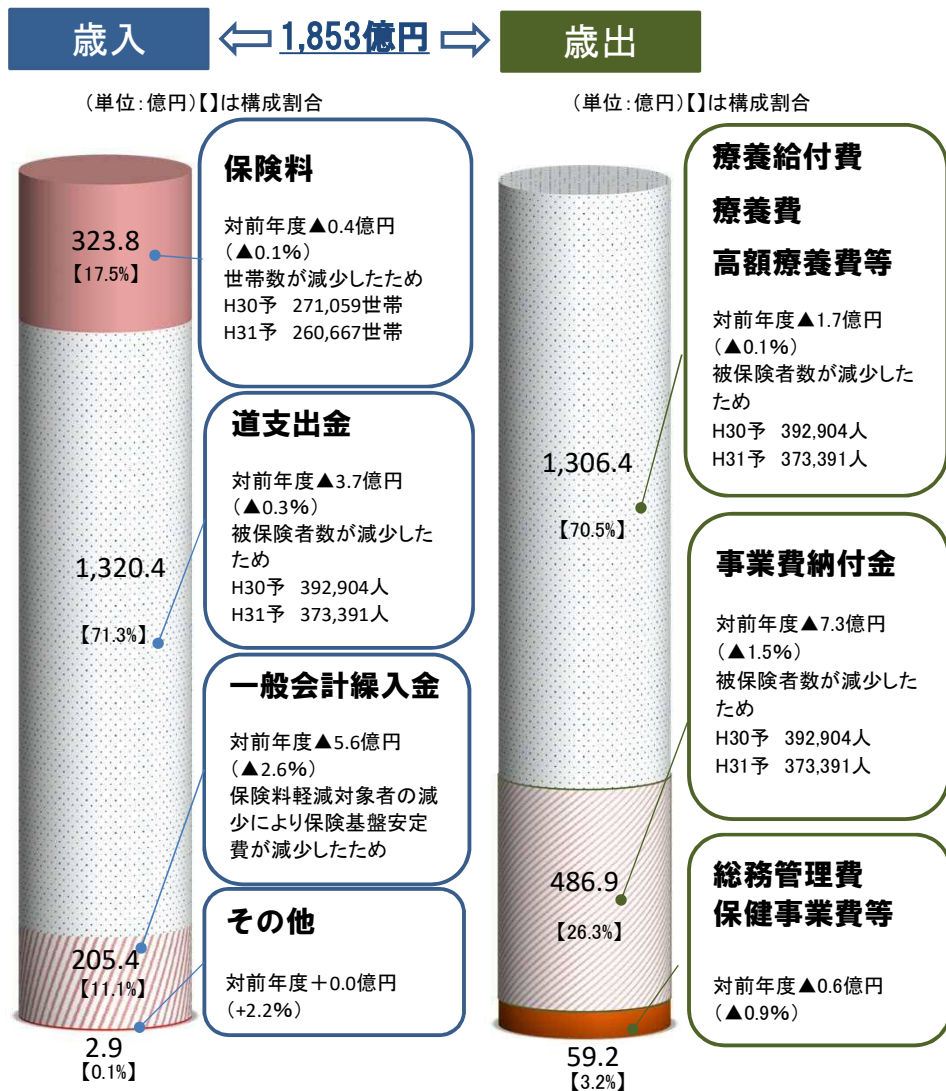 歳入
1,853億円
歳出
(単位:億円)【】は構成割合
323.8
【17.5%】
保険料
対前年度▲0.4億円
(▲0.1%)
世帯数が減少したため
H30予 271,059世帯
H31予 260,667世帯
1,320.4
【71.3%】
道支出金
対前年度▲3.7億円
(▲0.3%)
被保険者数が減少した
ため
H30予 392,904人
H31予 373,391人
205.4
【11.1%】
一般会計繰入金
対前年度▲5.6億円
(▲2.6%)
保険料軽減対象者の減
少により保険基盤安定
費が減少したため
2.9
【0.1%】
その他
対前年度+0.0億円
(+2.2%)
(単位:億円)【】は構成割合
1,306.4
【70.5%】
療養給付費
療養費
高額療養費等
対前年度▲1.7億円
(▲0.1%)
被保険者数が減少した
ため
H30予 392,904人
H31予 373,391人
486.9
【26.3%】
事業費納付金
対前年度▲7.3億円
(▲1.5%)
被保険者数が減少した
ため
H30予 392,904人
H31予 373,391人
59.2
【3.2%】
総務管理費
保健事業費等
対前年度▲0.6億円
(▲0.9%)